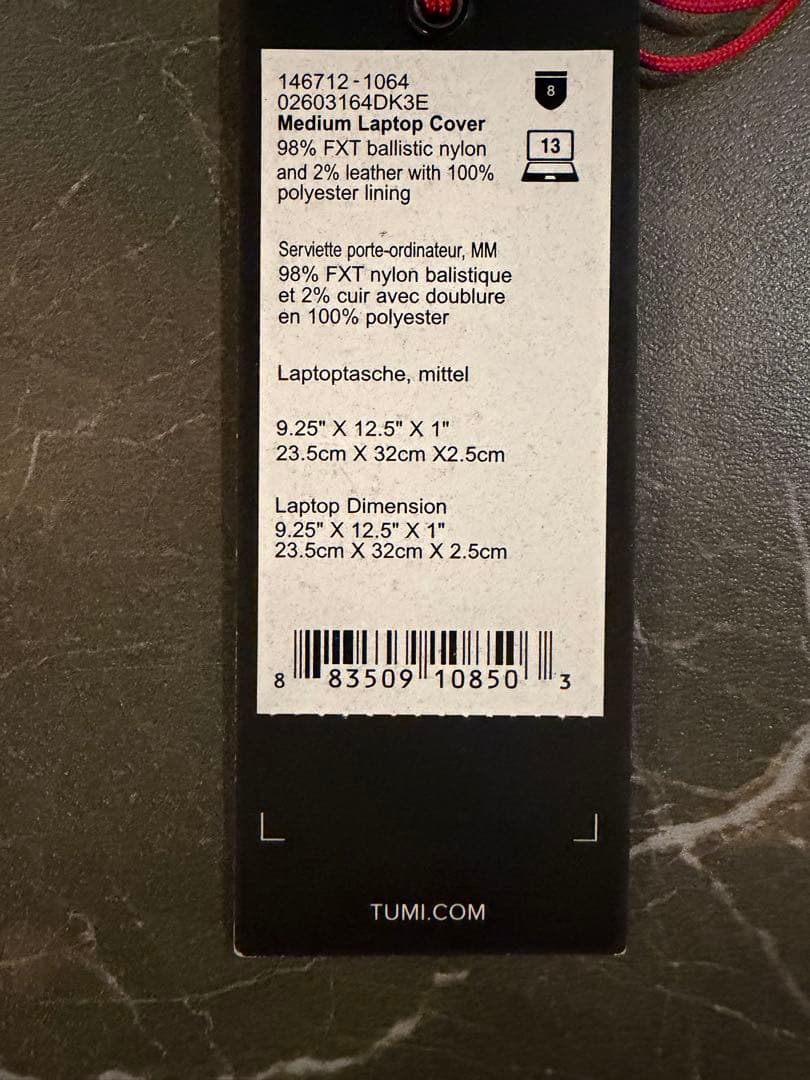 146712-1064
8
02603164DK3E
Medium Laptop Cover
98% FXT ballistic nylon
13
and 2% leather with 100%
polyester lining
Serviette porte-ordinateur, MM
98% FXT nylon balistique
et 2% cuir avec doublure
en 100% polyester
Laptoptasche, mittel
9.25" X 12.5" X 1"
23.5cm X 32cm X2.5cm
Laptop Dimension
9.25" X 12.5" X 1"
23.5cm X 32cm X 2.5cm
8 83509 10850 3
TUMI.COM